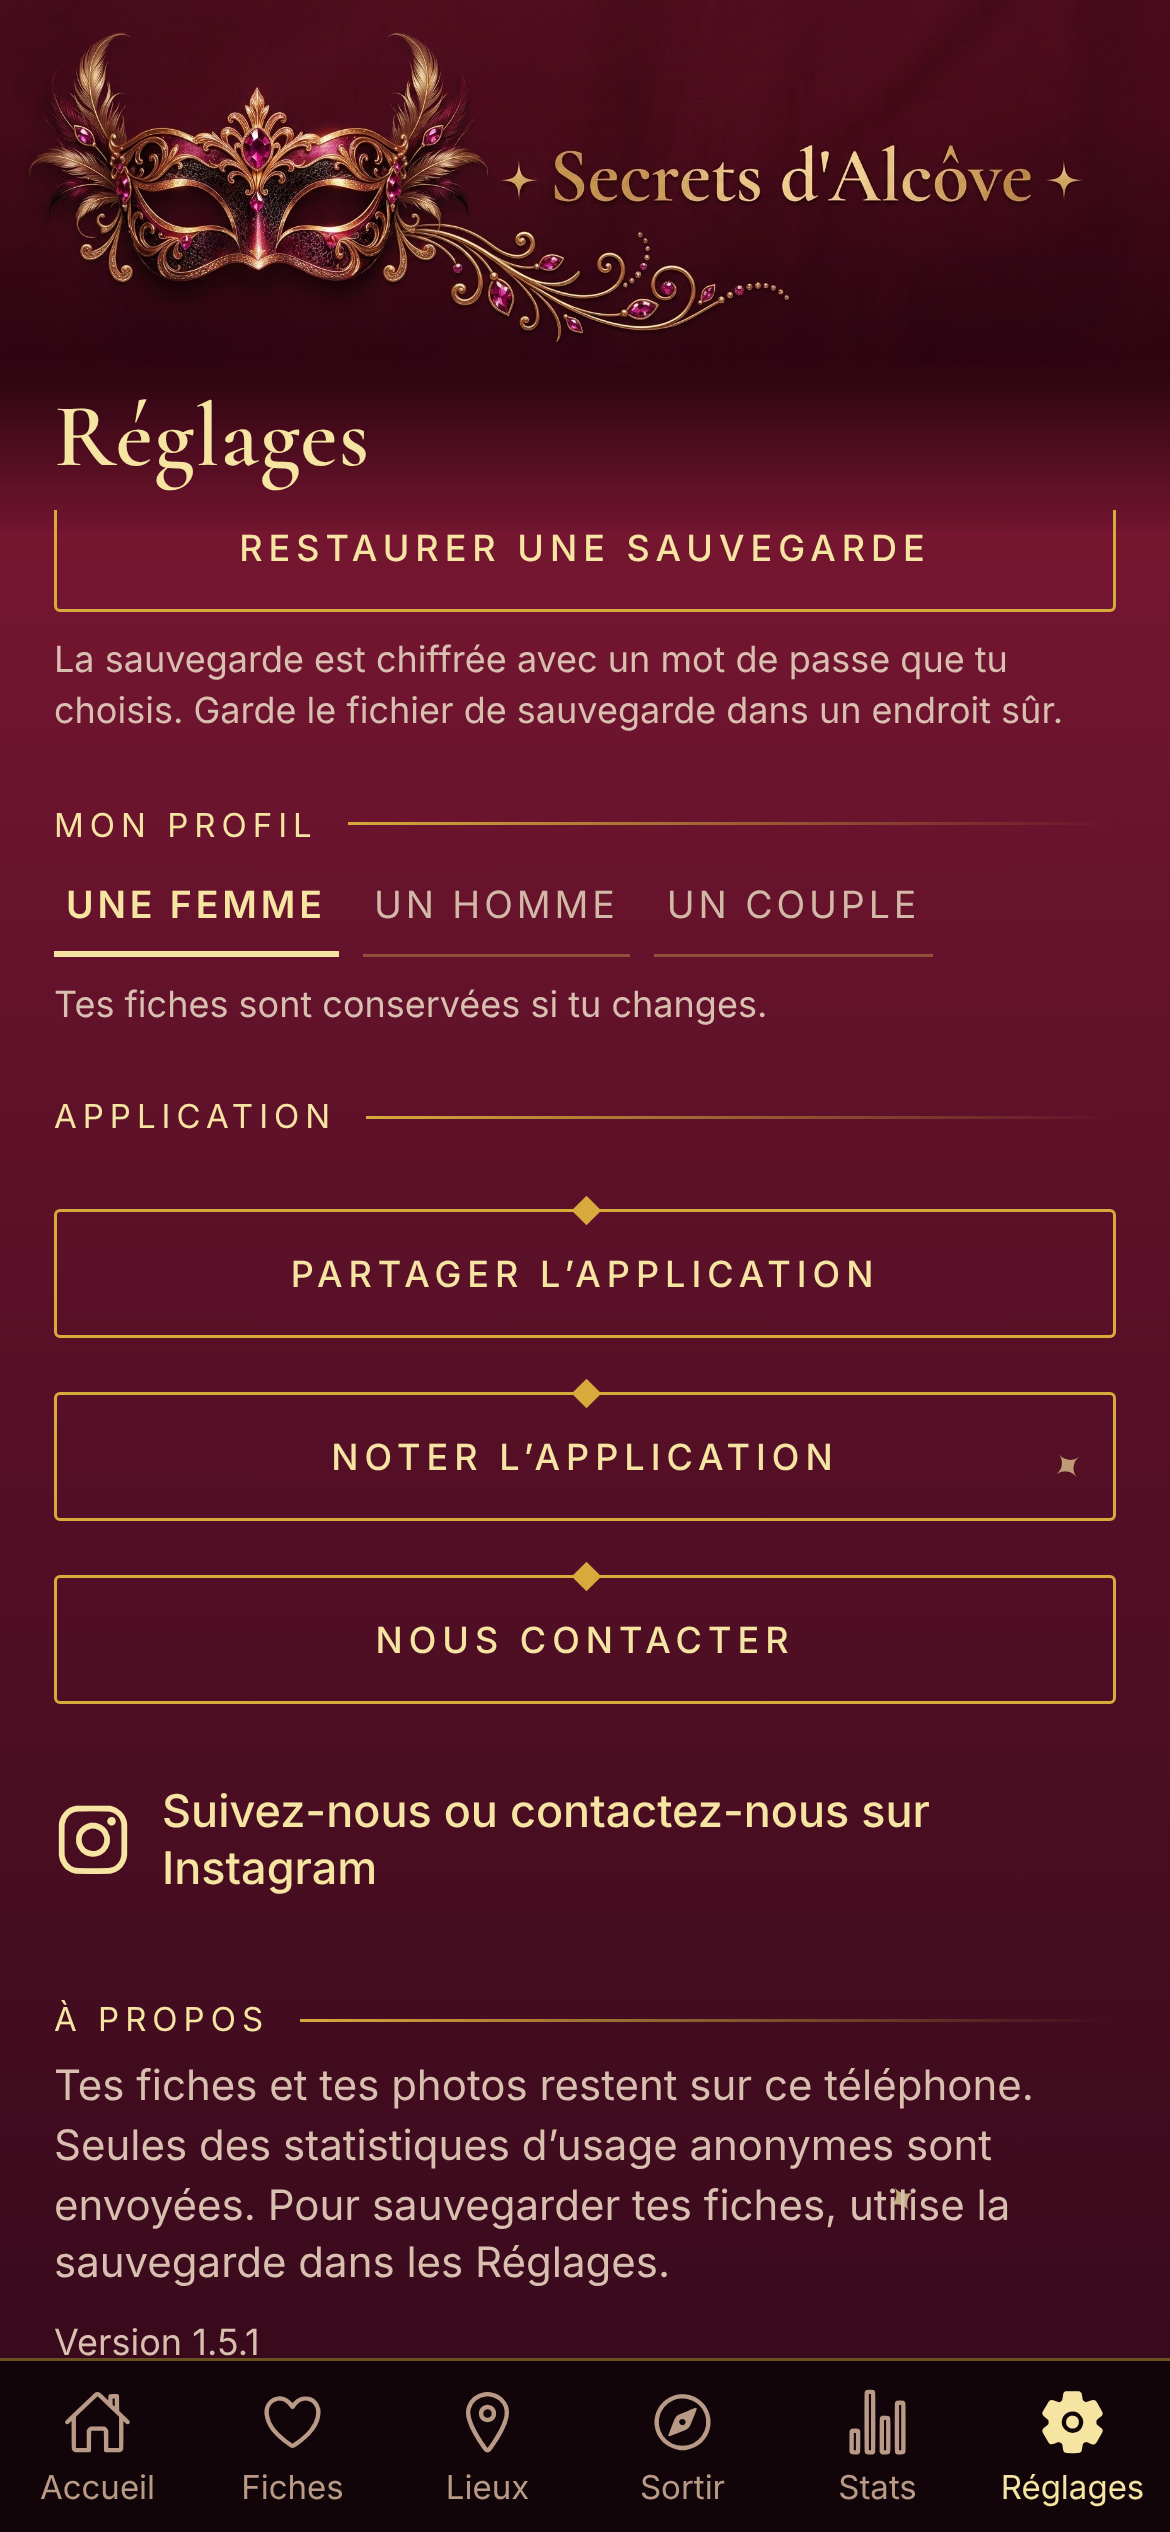 Secrets d'Alcôve
Réglages
RESTAURER UNE SAUVEGARDE
La sauvegarde est chiffrée avec un mot de passe que tu
choisis. Garde le fichier de sauvegarde dans un endroit sûr.
MON PROFIL
UNE FEMME UN HOMME UN COUPLE
Tes fiches sont conservées si tu changes.
APPLICATION
PARTAGER L’APPLICATION
NOTER L’APPLICATION
NOUS CONTACTER
Suivez-nous ou contactez-nous sur
Instagram
À PROPOS
Tes fiches et tes photos restent sur ce téléphone.
Seules des statistiques d’usage anonymes sont
envoyées. Pour sauvegarder tes fiches, utilise la
sauvegarde dans les Réglages.
Version 1.5.1
Accueil Fiches Lieux Sortir Stats Réglages